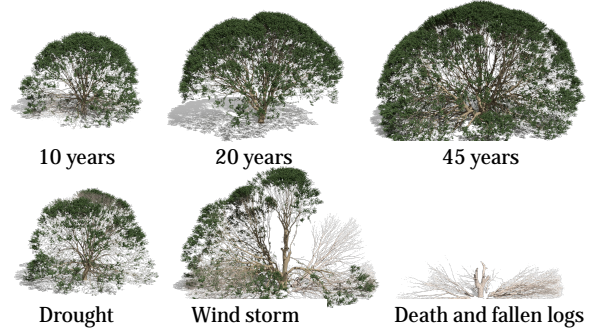 10 years
20 years
45 years
Drought
Wind storm
Death and fallen logs